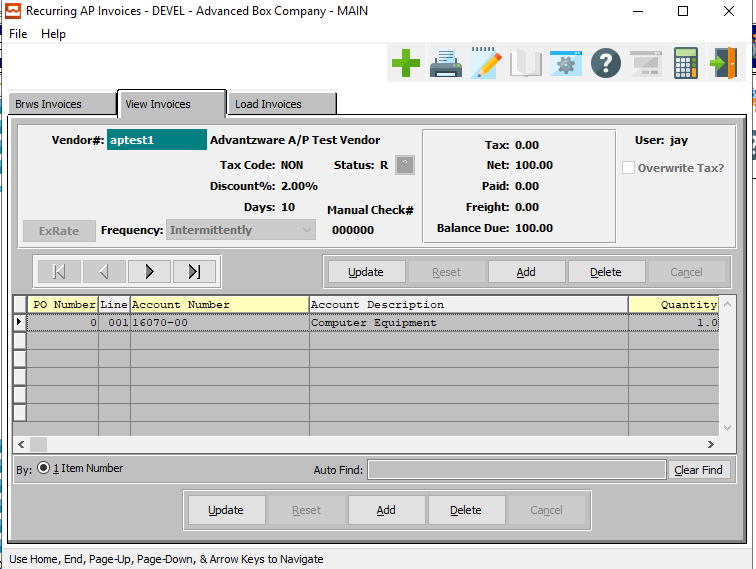 Recurring AP Invoices - DEVEL - Advanced Box Company - MAIN
File Help
Brws Invoices View Invoices Load Invoices
Vendor#: aptest1 Advantzware A/P Test Vendor
Tax Code: NON Status: R ^
Discount%: 2.00%
Days: 10 Manual Check#
ExRate Frequency: Intermittently 000000
Tax: 0.00
Net: 100.00
Paid: 0.00
Freight: 0.00
Balance Due: 100.00
User: jay
Overwrite Tax?
Update Reset Add Delete Cancel
PO Number Line Account Number Account Description Quantity
0 001 16070-00 Computer Equipment 1.0
By: 1 Item Number Auto Find: Clear Find
Update Reset Add Delete Cancel
Use Home, End, Page-Up, Page-Down, & Arrow Keys to Navigate